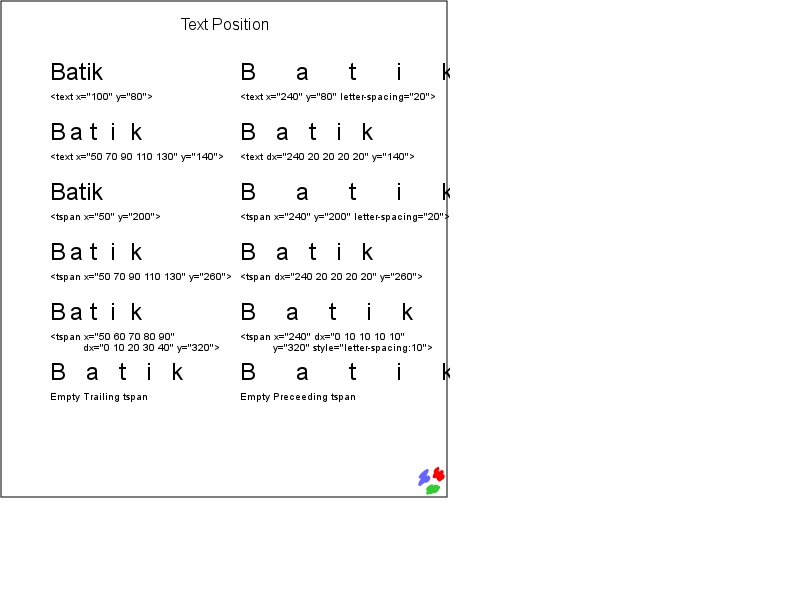 Text Position
Batik
B a t i k
<text x="100" y="80">
<text x="240" y="80" letter-spacing="20">
B a t i k
B a t i k
<text x="50 70 90 110 130" y="140">
<text dx="240 20 20 20 20" y="140">
Batik
B a t i k
<tspan x="50" y="200">
<tspan x="240" y="200" letter-spacing="20">
B a t i k
B a t i k
<tspan x="50 70 90 110 130" y="260">
<tspan dx="240 20 20 20 20" y="260">
B a t i k
B a t i k
<tspan x="50 60 70 80 90"
dx="0 10 20 30 40" y="320">
<tspan x="240" dx="0 10 10 10 10"
y="320" style="letter-spacing:10">
B a t i k
B a t i k
Empty Trailing tspan
Empty Preceeding tspan